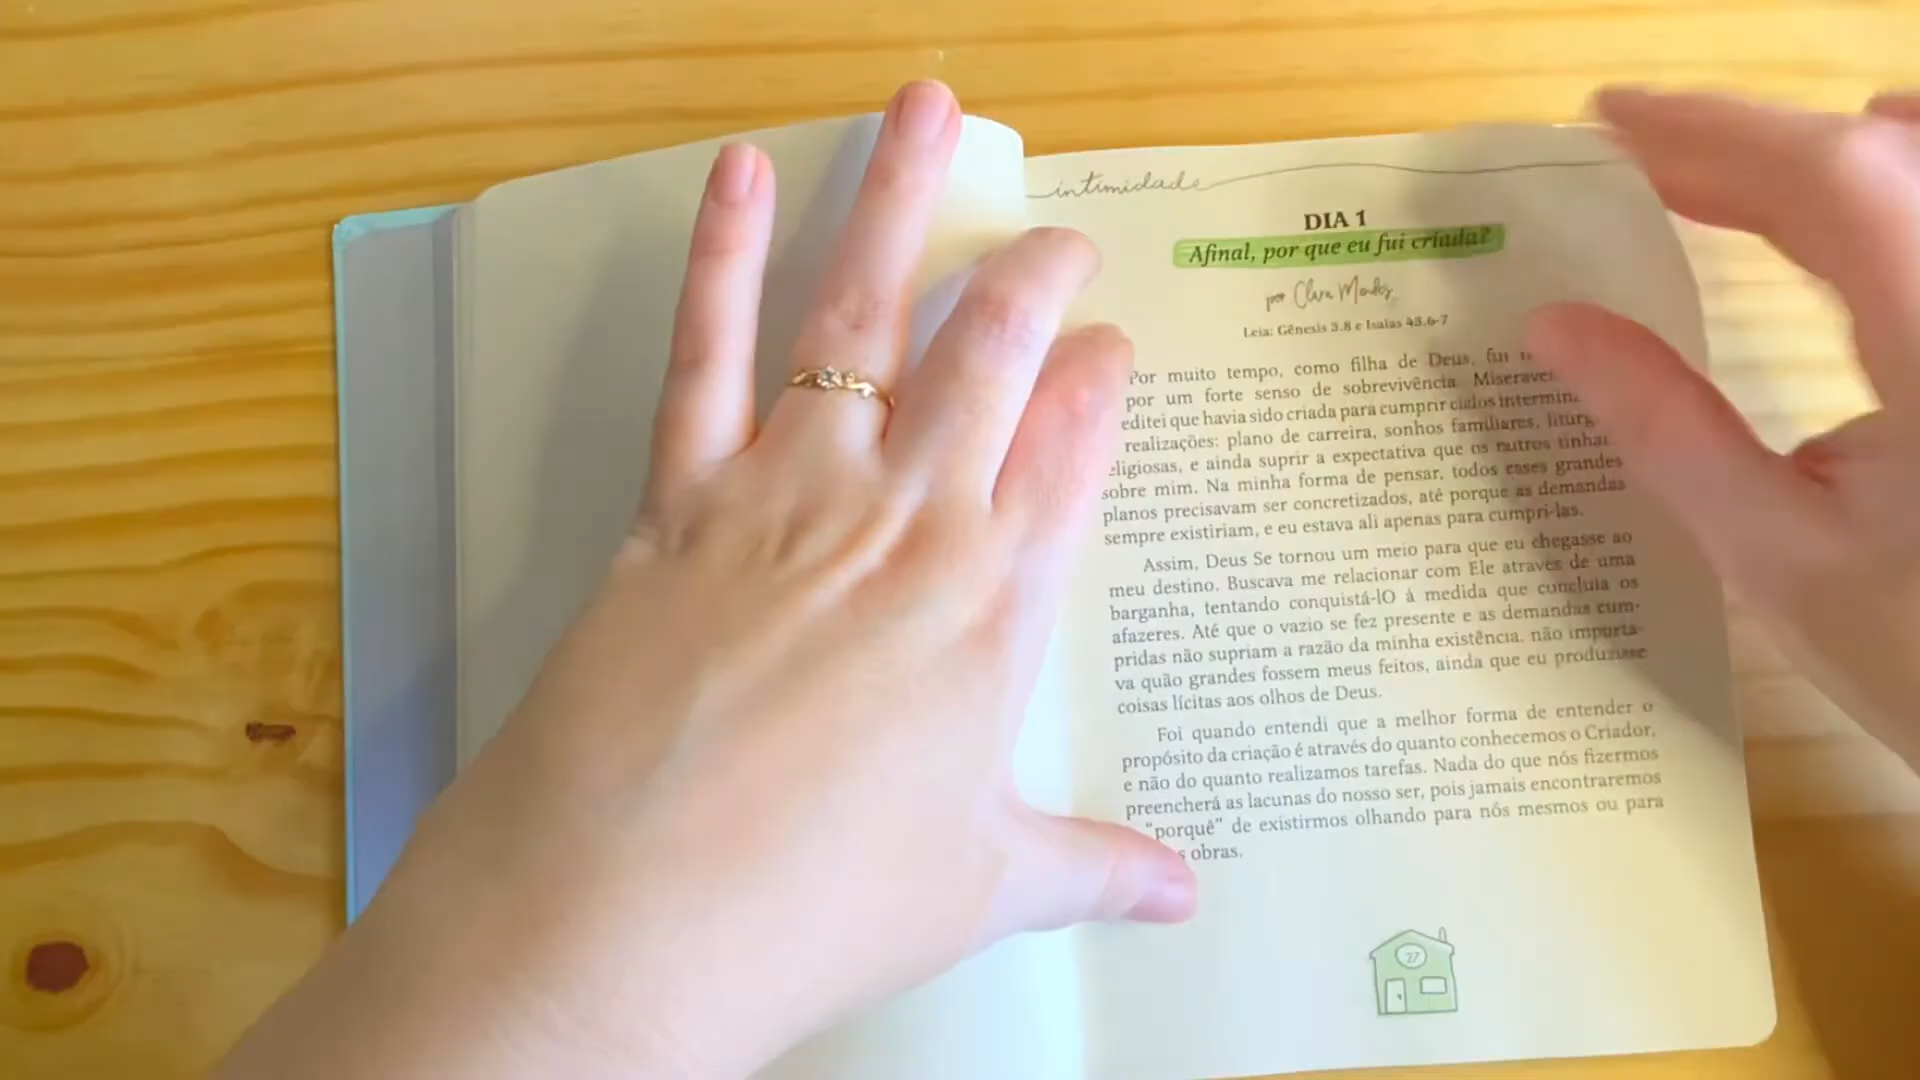 intimidade
DIA 1
Afinal, por que eu fui criada?
por Clara Mendes
Leia: Gênesis 3.8 e Isaías 43.6-7
Por muito tempo, como filha de Deus, fui
por um forte senso de sobrevivência.
editei que havia sido criada para cumprir ciclos
realizações: plano de carreira, sonhos familiares,
eligiosas, e ainda suprir a expectativa que os outros tinham
sobre mim. Na minha forma de pensar, todos esses grandes
planos precisavam ser concretizados, até porque as demandas
sempre existiriam, e eu estava ali apenas para cumpri-las.
Assim, Deus Se tornou um meio para que eu chegasse ao
meu destino. Buscava me relacionar com Ele através de uma
barganha, tentando conquistá-lO à medida que concluía os
afazeres. Até que o vazio se fez presente e as demandas cum-
pridas não supriam a razão da minha existência, não importa-
va quão grandes fossem meus feitos, ainda que eu produzisse
coisas lícitas aos olhos de Deus.
Foi quando entendi que a melhor forma de entender o
propósito da criação é através do quanto conhecemos o Criador,
e não do quanto realizamos tarefas. Nada do que nós fizermos
preencherá as lacunas do nosso ser, pois jamais encontraremos
"porquê" de existirmos olhando para nós mesmos ou para
s obras.
27